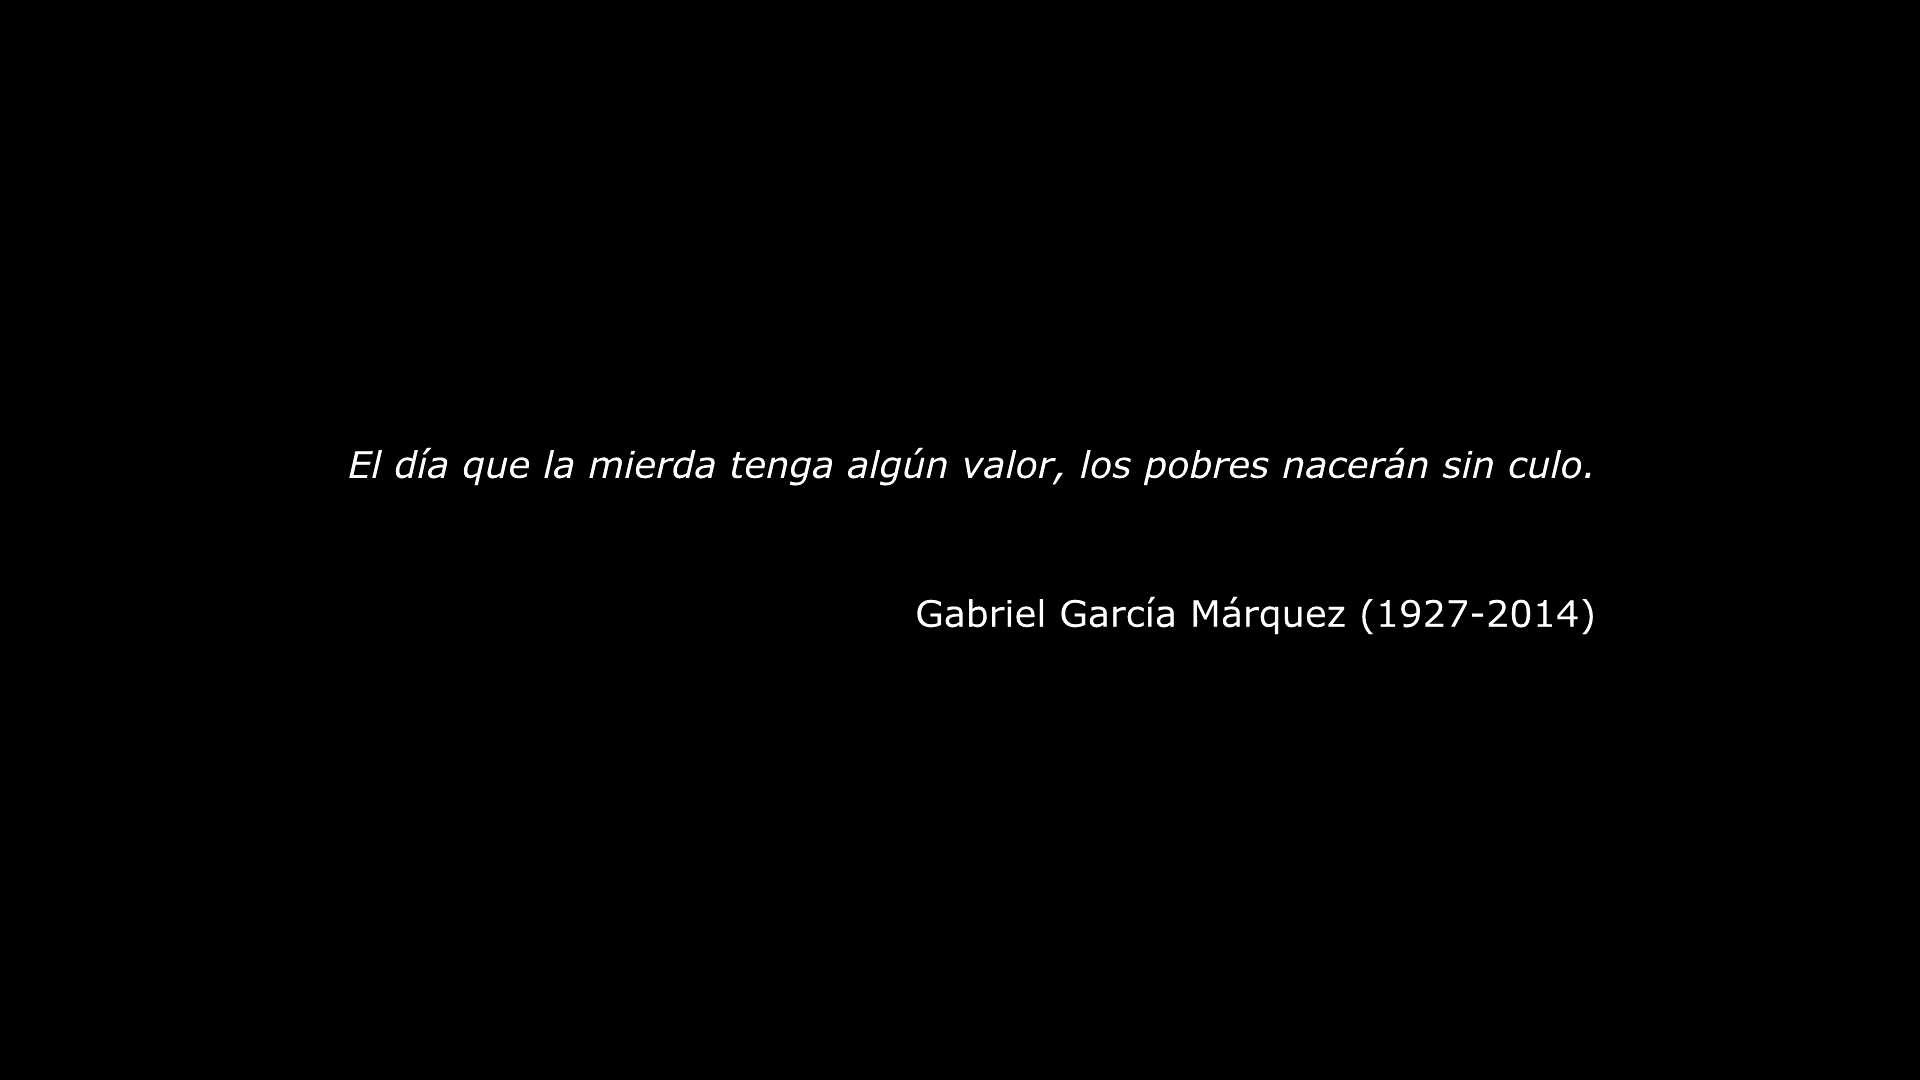 El día que la mierda tenga algún valor, los pobres nacerán sin culo.
Gabriel García Márquez (1927-2014)